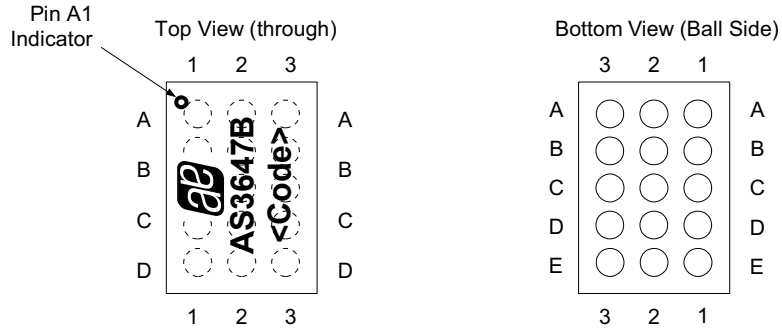 Pin A1
Indicator
Top View (through)
1 2 3
A A
B B
C C
D D
AS3647B
<Code>
1 2 3
Bottom View (Ball Side)
3 2 1
A A
B B
C C
D D
E E
3 2 1